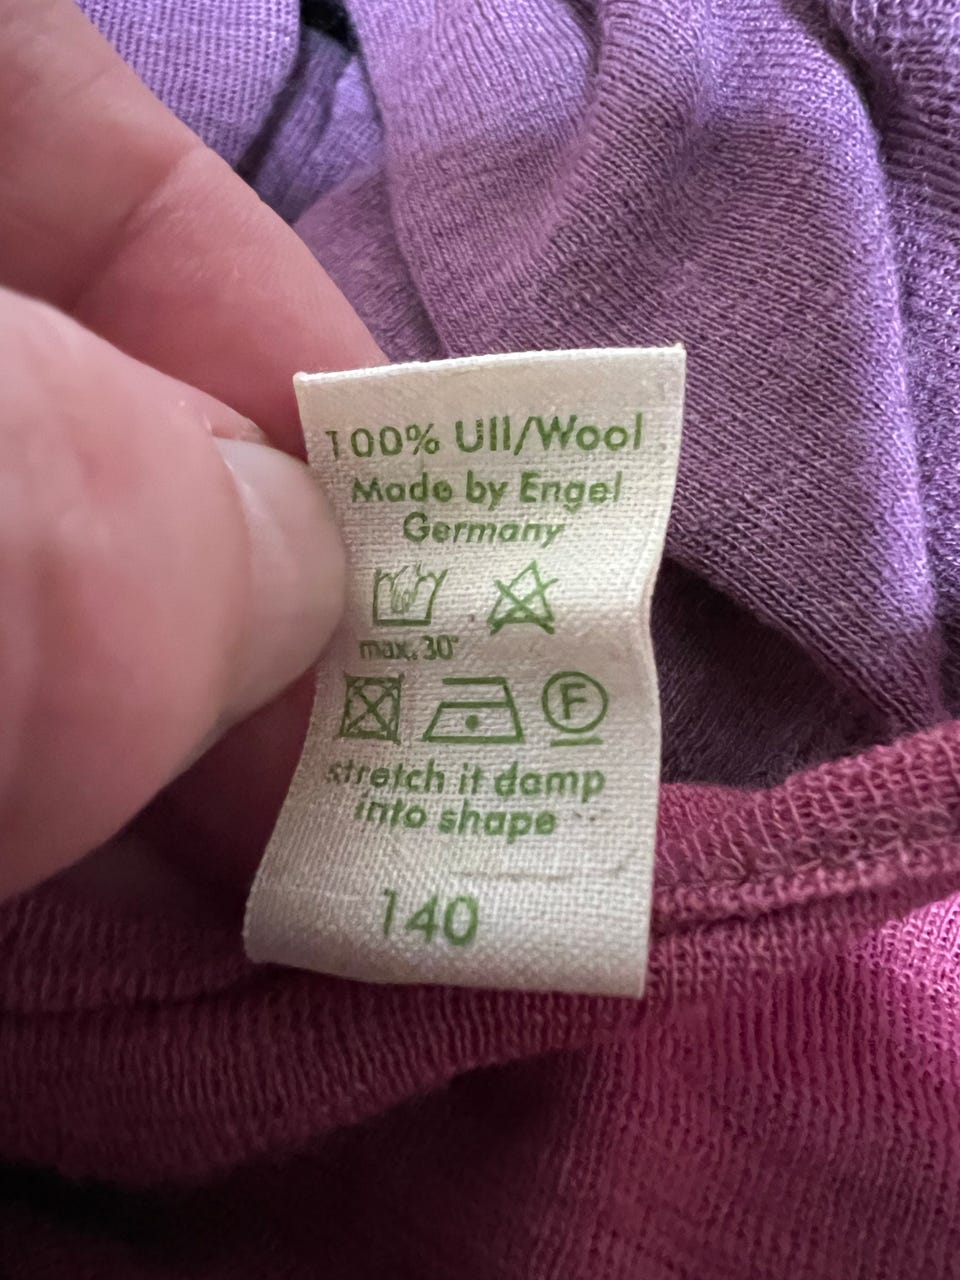 100% Ull/Wool
Made by Engel
Germany
max. 30°
F
stretch it damp
into shape
140